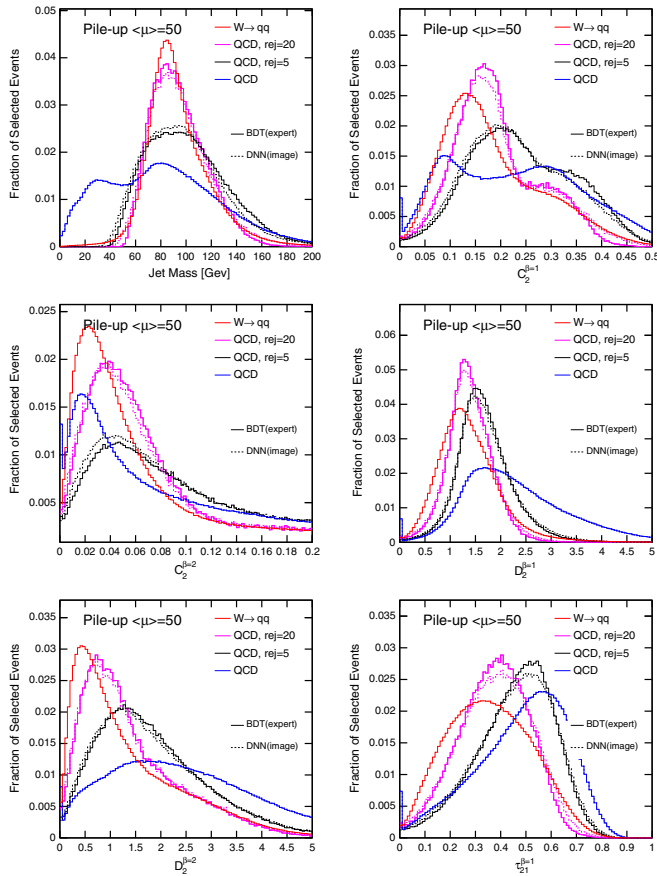 Pile-up <μ>=50
W→ qq
QCD, rej=20
QCD, rej=5
QCD
BDT(expert)
DNN(image)
Fraction of Selected Events
0.05
0.04
0.03
0.02
0.01
0
0 20 40 60 80 100 120 140 160 180 200
Jet Mass [Gev]
Pile-up <μ>=50
W→ qq
QCD, rej=20
QCD, rej=5
QCD
BDT(expert)
DNN(image)
Fraction of Selected Events
0.04
0.035
0.03
0.025
0.02
0.015
0.01
0.005
0
0 0.05 0.1 0.15 0.2 0.25 0.3 0.35 0.4 0.45 0.5
C₂^β=1
Pile-up <μ>=50
W→ qq
QCD, rej=20
QCD, rej=5
QCD
BDT(expert)
DNN(image)
Fraction of Selected Events
0.025
0.02
0.015
0.01
0.005
0 0.02 0.04 0.06 0.08 0.1 0.12 0.14 0.16 0.18 0.2
C₂^β=2
Pile-up <μ>=50
W→ qq
QCD, rej=20
QCD, rej=5
QCD
BDT(expert)
DNN(image)
Fraction of Selected Events
0.06
0.05
0.04
0.03
0.02
0.01
0
0 0.5 1 1.5 2 2.5 3 3.5 4 4.5 5
D₂^β=1
Pile-up <μ>=50
W→ qq
QCD, rej=20
QCD, rej=5
QCD
BDT(expert)
DNN(image)
Fraction of Selected Events
0.035
0.03
0.025
0.02
0.015
0.01
0.005
0
0 0.5 1 1.5 2 2.5 3 3.5 4 4.5 5
D₂^β=2
Pile-up <μ>=50
W→ qq
QCD, rej=20
QCD, rej=5
QCD
BDT(expert)
DNN(image)
Fraction of Selected Events
0.035
0.03
0.025
0.02
0.015
0.01
0.005
0
0 0.1 0.2 0.3 0.4 0.5 0.6 0.7 0.8 0.9 1
τ₂₁^β=1